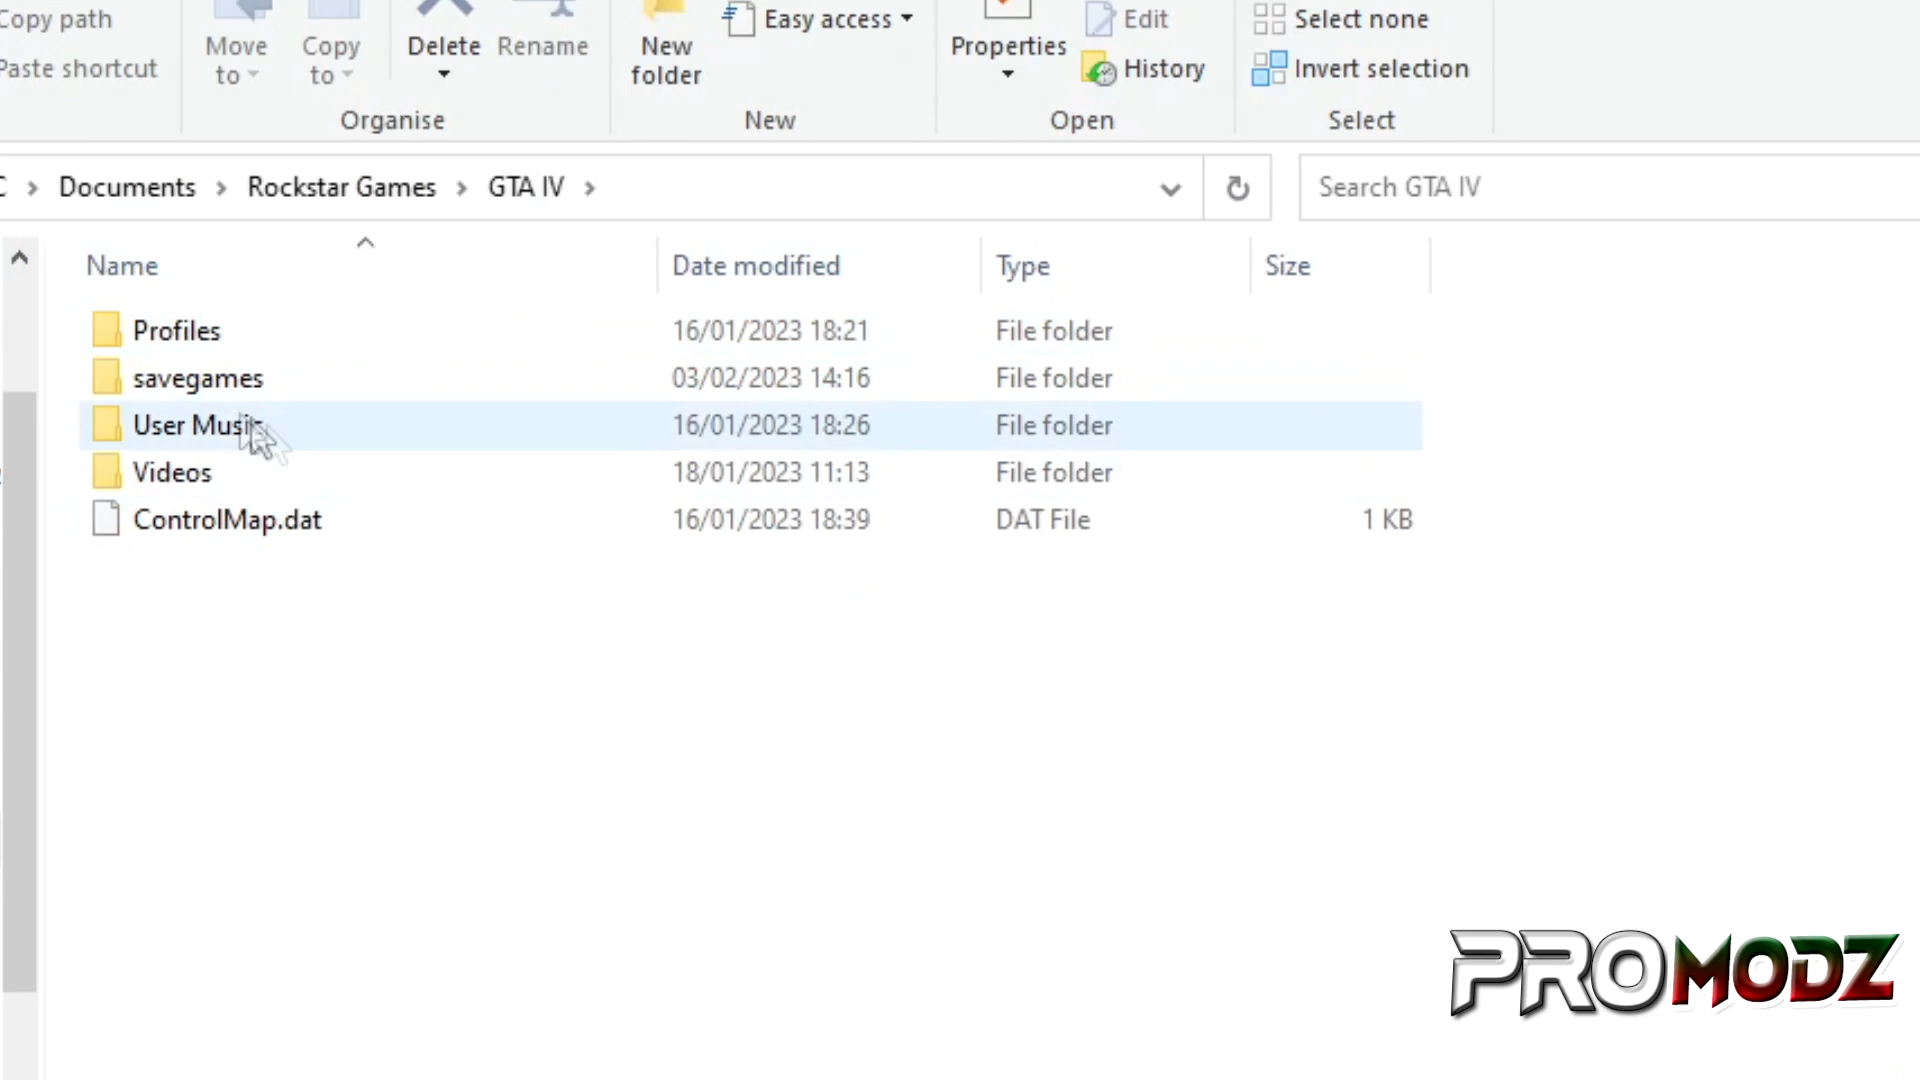 Copy path
Paste shortcut
Move to
Copy to
Delete
Rename
Organise
New folder
Easy access
New
Properties
Edit
History
Open
Select none
Invert selection
Select
Documents > Rockstar Games > GTA IV >
Search GTA IV
Name Date modified Type Size
Profiles 16/01/2023 18:21 File folder
savegames 03/02/2023 14:16 File folder
User Music 16/01/2023 18:26 File folder
Videos 18/01/2023 11:13 File folder
ControlMap.dat 16/01/2023 18:39 DAT File 1 KB
PROMODZ